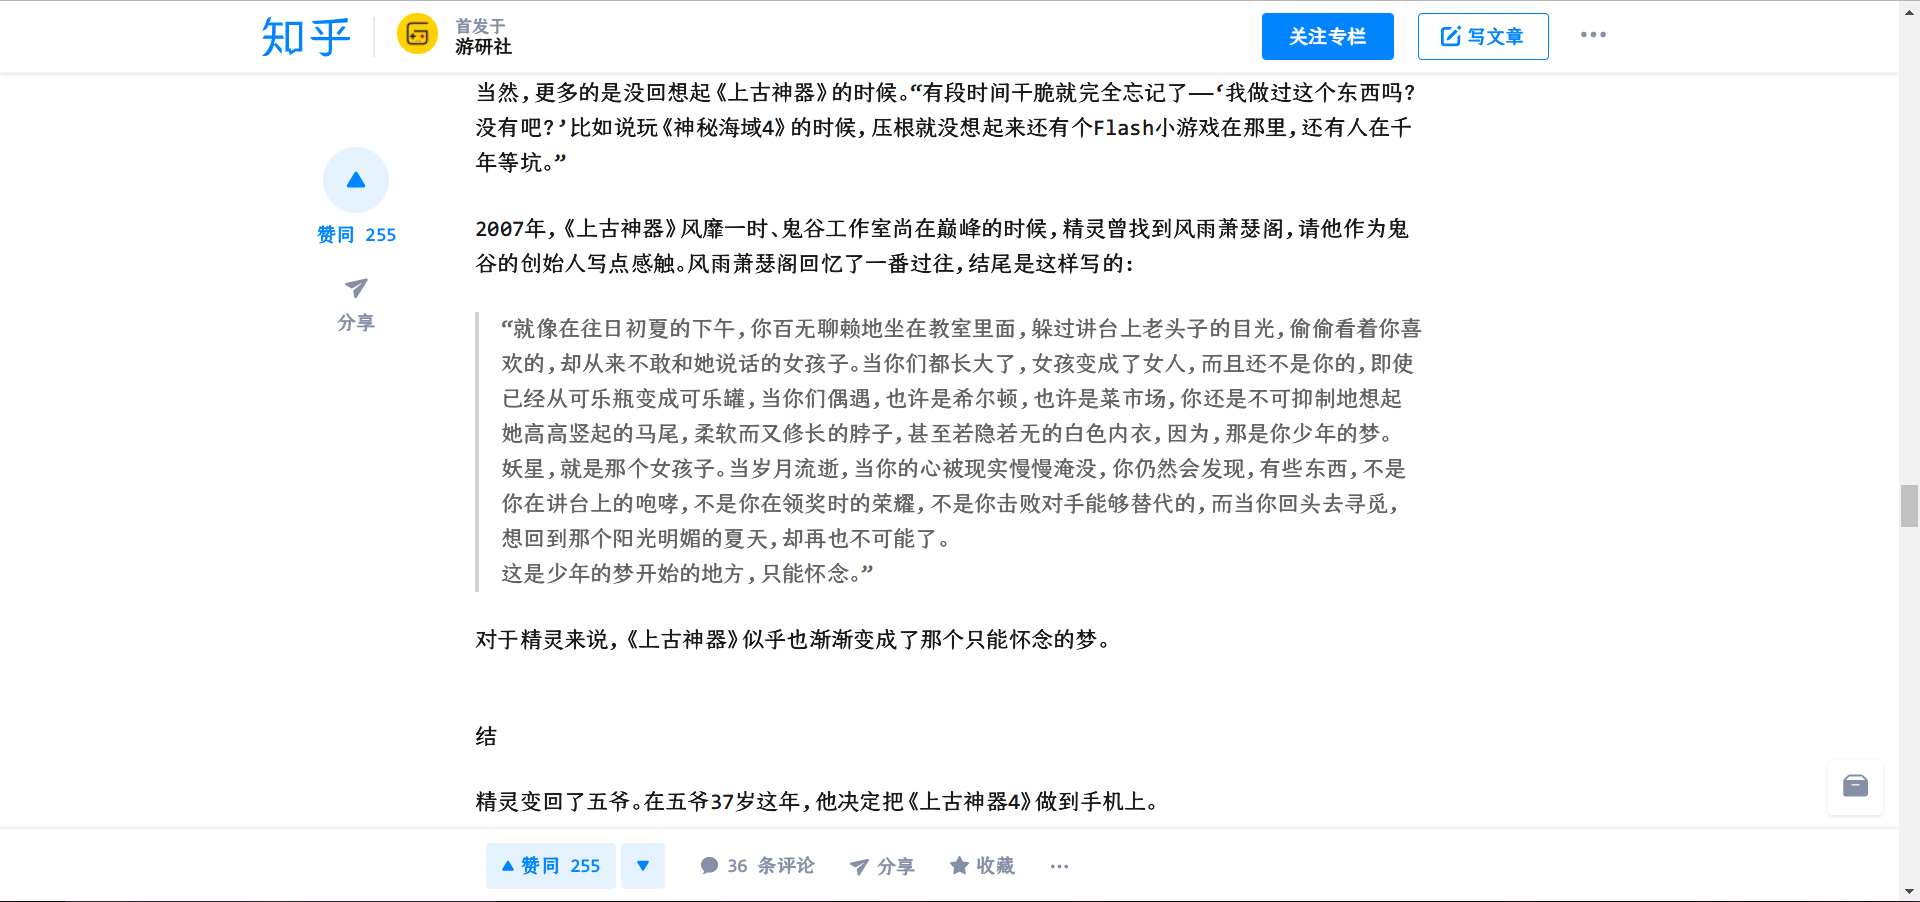 知乎
首发于
游研社
关注专栏
写文章
当然，更多的是没回想起《上古神器》的时候。“有段时间干脆就完全忘记了——‘我做过这个东西吗？
没有吧？’比如说玩《神秘海域4》的时候，压根就没想起来还有个Flash小游戏在那里，还有人在千
年等坑。”
赞同 255
分享
2007年，《上古神器》风靡一时、鬼谷工作室尚在巅峰的时候，精灵曾找到风雨萧瑟阁，请他作为鬼
谷的创始人写点感触。风雨萧瑟阁回忆了一番过往，结尾是这样写的：
“就像在往日初夏的下午，你百无聊赖地坐在教室里面，躲过讲台上老头子的目光，偷偷看着你喜
欢的，却从来不敢和她说话的女孩子。当你们都长大了，女孩变成了女人，而且还不是你的，即使
己经从可乐瓶变成可乐罐，当你们偶遇，也许是希尔顿，也许是菜市场，你还是不可抑制地想起
她高高竖起的马尾，柔软而又修长的脖子，甚至若隐若无的白色内衣，因为，那是你少年的梦。
妖星，就是那个女孩子。当岁月流逝，当你的心被现实慢慢淹没，你仍然会发现，有些东西，不是
你在讲台上的咆哮，不是你在领奖时的荣耀，不是你击败对手能够替代的，而当你回头去寻觅，
想回到那个阳光明媚的夏天，却再也不可能了。
这是少年的梦开始的地方，只能怀念。”
对于精灵来说，《上古神器》似乎也渐渐变成了那个只能怀念的梦。
结
精灵变回了五爷。在五爷37岁这年，他决定把《上古神器4》做到手机上。
赞同 255
36 条评论
分享
收藏